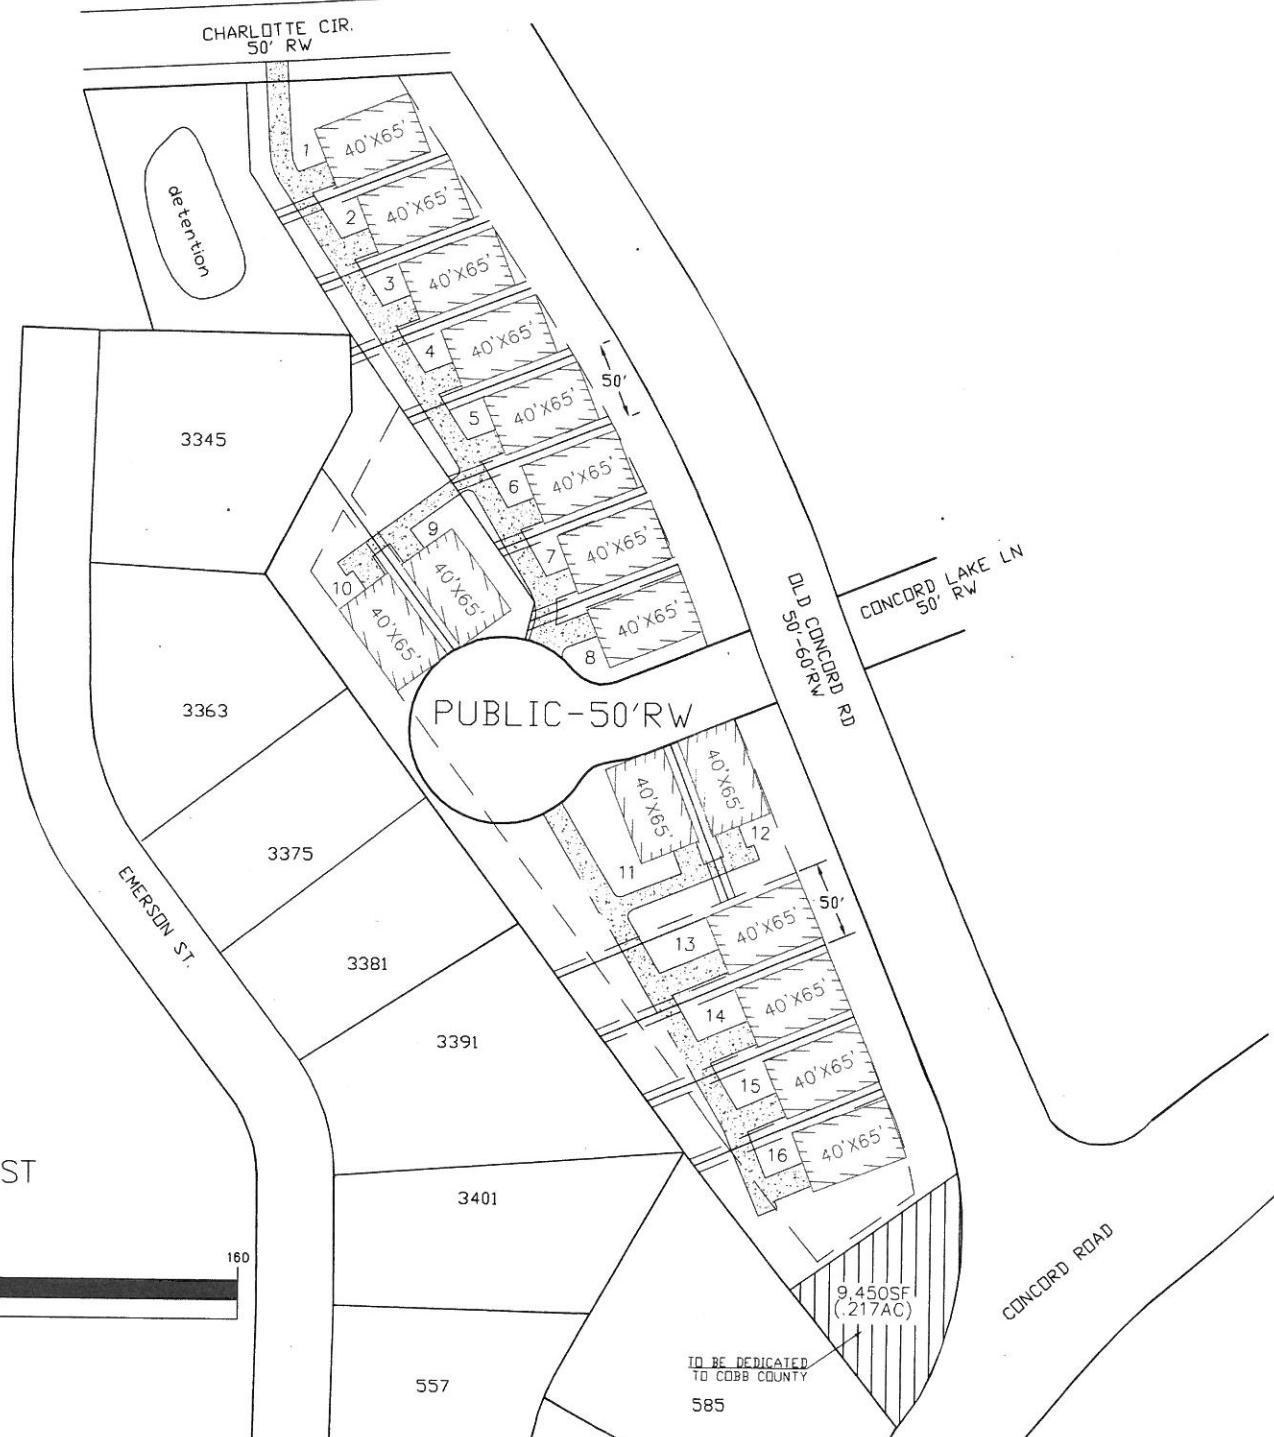 CHARLOTTE CIR.
50' RW
detention
1
40'X65'
2
40'X65'
3
40'X65'
4
40'X65'
50'
5
40'X65'
6
40'X65'
7
40'X65'
8
40'X65'
9
40'X65'
10
40'X65'
3345
3363
3375
3381
3391
3401
557
585
EMERSON ST.
OLD CONCORD RD
50'-60'RW
CONCORD LAKE LN
50' RW
PUBLIC-50'RW
11
40'X65'
12
40'X65'
13
40'X65'
50'
14
40'X65'
15
40'X65'
16
40'X65'
ST
160
9,450SF
(.217AC)
TO BE DEDICATED
TO COBB COUNTY
CONCORD ROAD